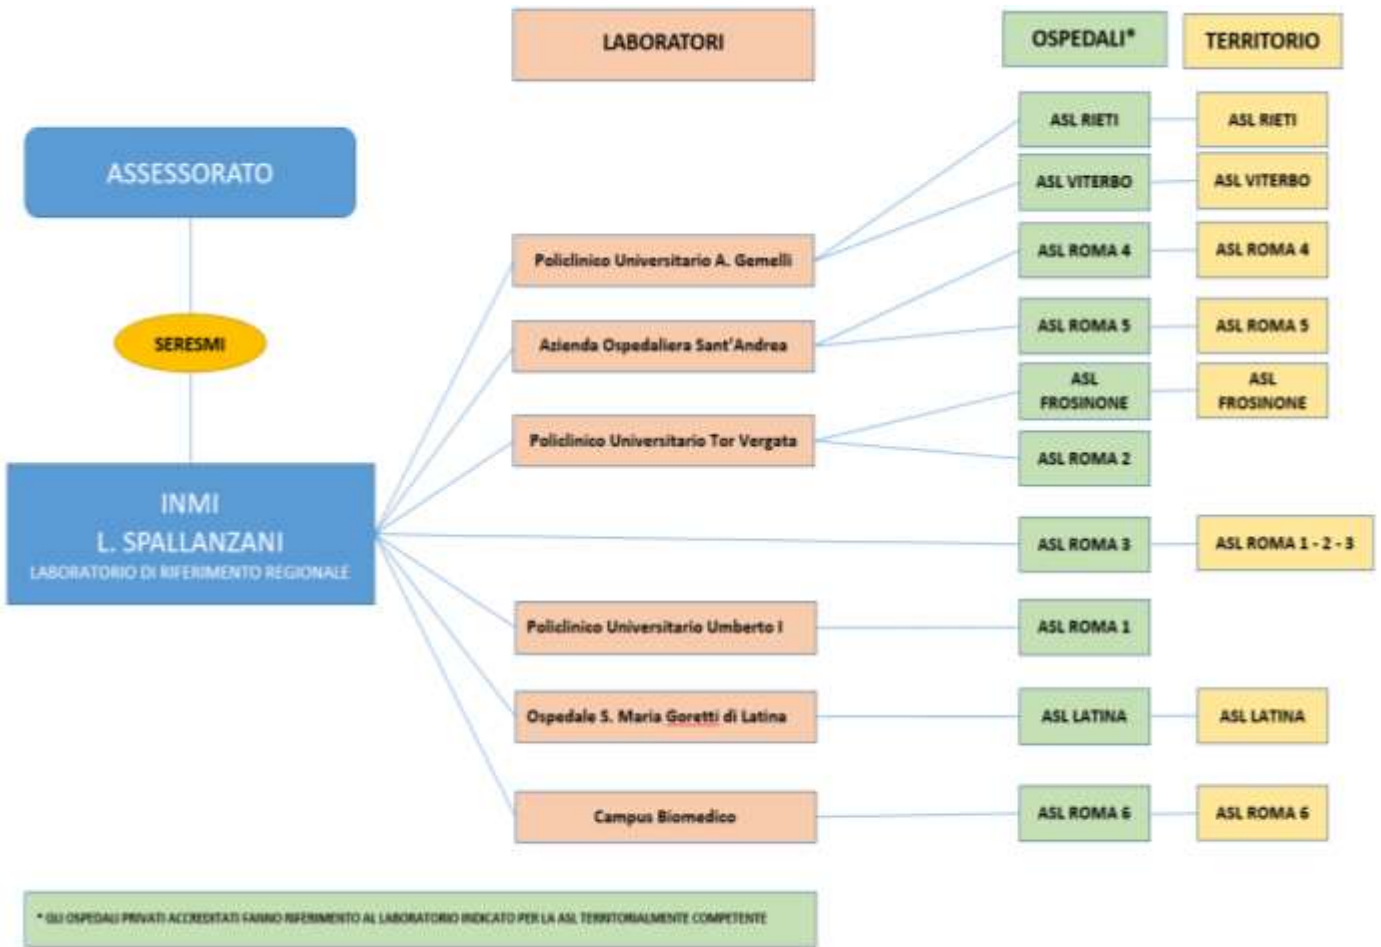 LABORATORI
OSPEDALI*
TERRITORIO
ASSESSORATO
SERESMI
INMI
L. SPALLANZANI
LABORATORIO DI RIFERIMENTO REGIONALE
Policlinico Universitario A. Gemelli
Azienda Ospedaliera Sant'Andrea
Policlinico Universitario Tor Vergata
Policlinico Universitario Umberto I
Ospedale S. Maria Goretti di Latina
Campus Biomedico
ASL RIETI
ASL RIETI
ASL VITERBO
ASL VITERBO
ASL ROMA 4
ASL ROMA 4
ASL ROMA 5
ASL ROMA 5
ASL
FROSINONE
ASL
FROSINONE
ASL ROMA 2
ASL ROMA 3
ASL ROMA 1 - 2 - 3
ASL ROMA 1
ASL LATINA
ASL LATINA
ASL ROMA 6
ASL ROMA 6
* GLI OSPEDALI PRIVATI ACCREDITATI FANNO RIFERIMENTO AL LABORATORIO INDICATO PER LA ASL TERRITORIALMENTE COMPETENTE